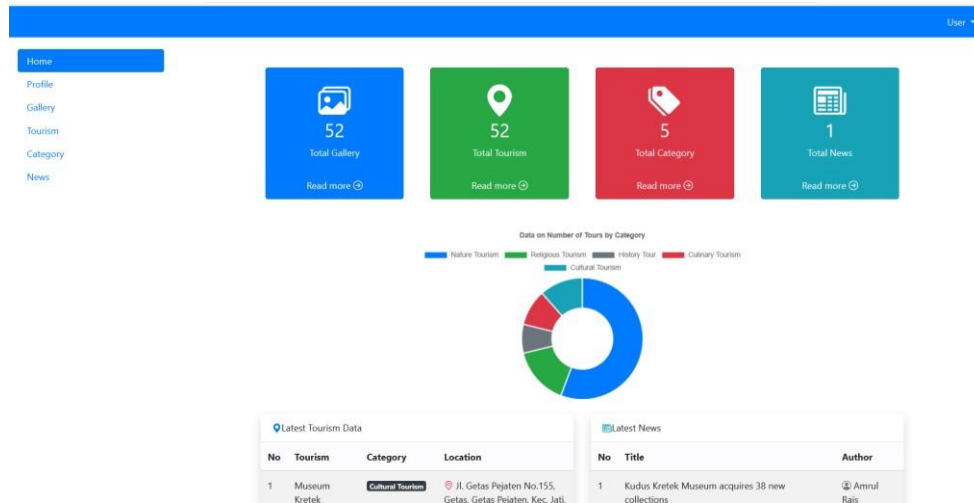 User
Home
Profile
Gallery
Tourism
Category
News
52
Total Gallery
Read more
52
Total Tourism
Read more
5
Total Category
Read more
1
Total News
Read more
Data on Number of Tours by Category
Nature Tourism Religious Tourism History Tour Culinary Tourism
Cultural Tourism
Latest Tourism Data
No Tourism Category Location
1 Museum Cultural Tourism Jl. Getas Pejaten No.155,
Kretek Getas, Getas Pejaten, Kec. Jati,
Latest News
No Title Author
1 Kudus Kretek Museum acquires 38 new Amrul
collections Rais